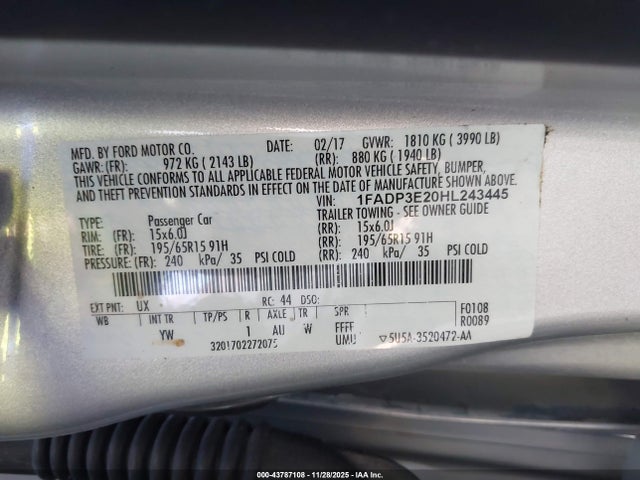 MFD. BY FORD MOTOR CO. DATE: 02/17 GVWR: 1810 KG ( 3990 LB)
GAWR: (FR): 972 KG ( 2143 LB) (RR): 880 KG ( 1940 LB)
THIS VEHICLE CONFORMS TO ALL APPLICABLE FEDERAL MOTOR VEHICLE SAFETY, BUMPER,
AND THEFT PREVENTION STANDARDS IN EFFECT ON THE DATE OF MANUFACTURE SHOWN ABOVE.
VIN: 1FADP3E20HL243445
TYPE: Passenger Car TRAILER TOWING - SEE OWNER GUIDE
RIM: (FR): 15x6.0J (RR): 15x6.0J
TIRE: (FR): 195/65R15 91H (RR): 195/65R15 91H
PRESSURE: (FR): 240 kPa/ 35 PSI COLD (RR): 240 kPa/ 35 PSI COLD
EXT PNT: UX RC: 44 DSO: F0108
WB INT TR TP/PS R AXLE TR SPR R0089
YW 1 AU W FFFF
3201702272075 UMU ▽5U5A-3520472-AA
000-43787108 - 11/28/2025 - IAA Inc.